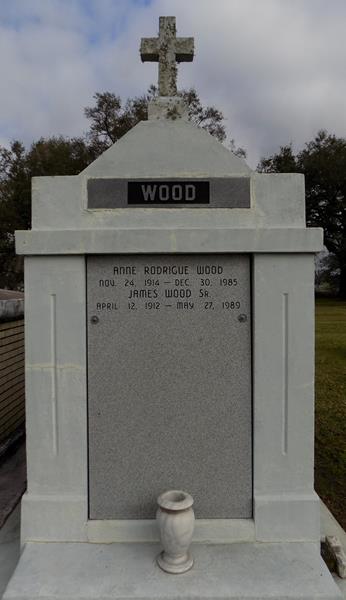 WOOD
ANNE RODRIGUE WOOD
NOV. 24, 1914 — DEC. 30, 1985
JAMES WOOD SR.
APRIL 12, 1912 — MAY 27, 1989